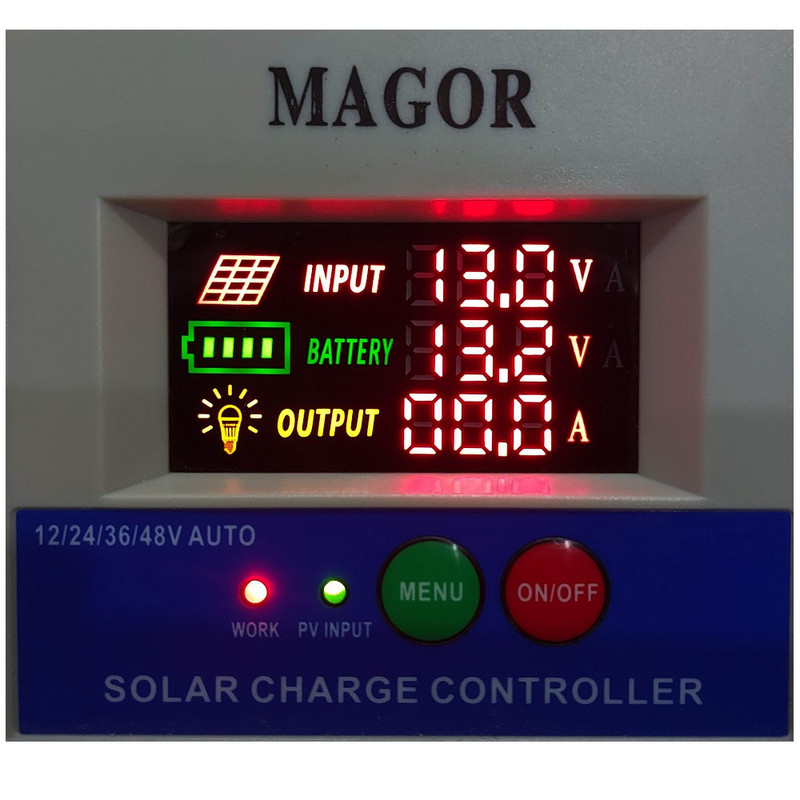 MAGOR
INPUT 13.0 V
BATTERY 13.2 V
OUTPUT 00.0 A
12/24/36/48V AUTO
MENU ON/OFF
WORK PV INPUT
SOLAR CHARGE CONTROLLER